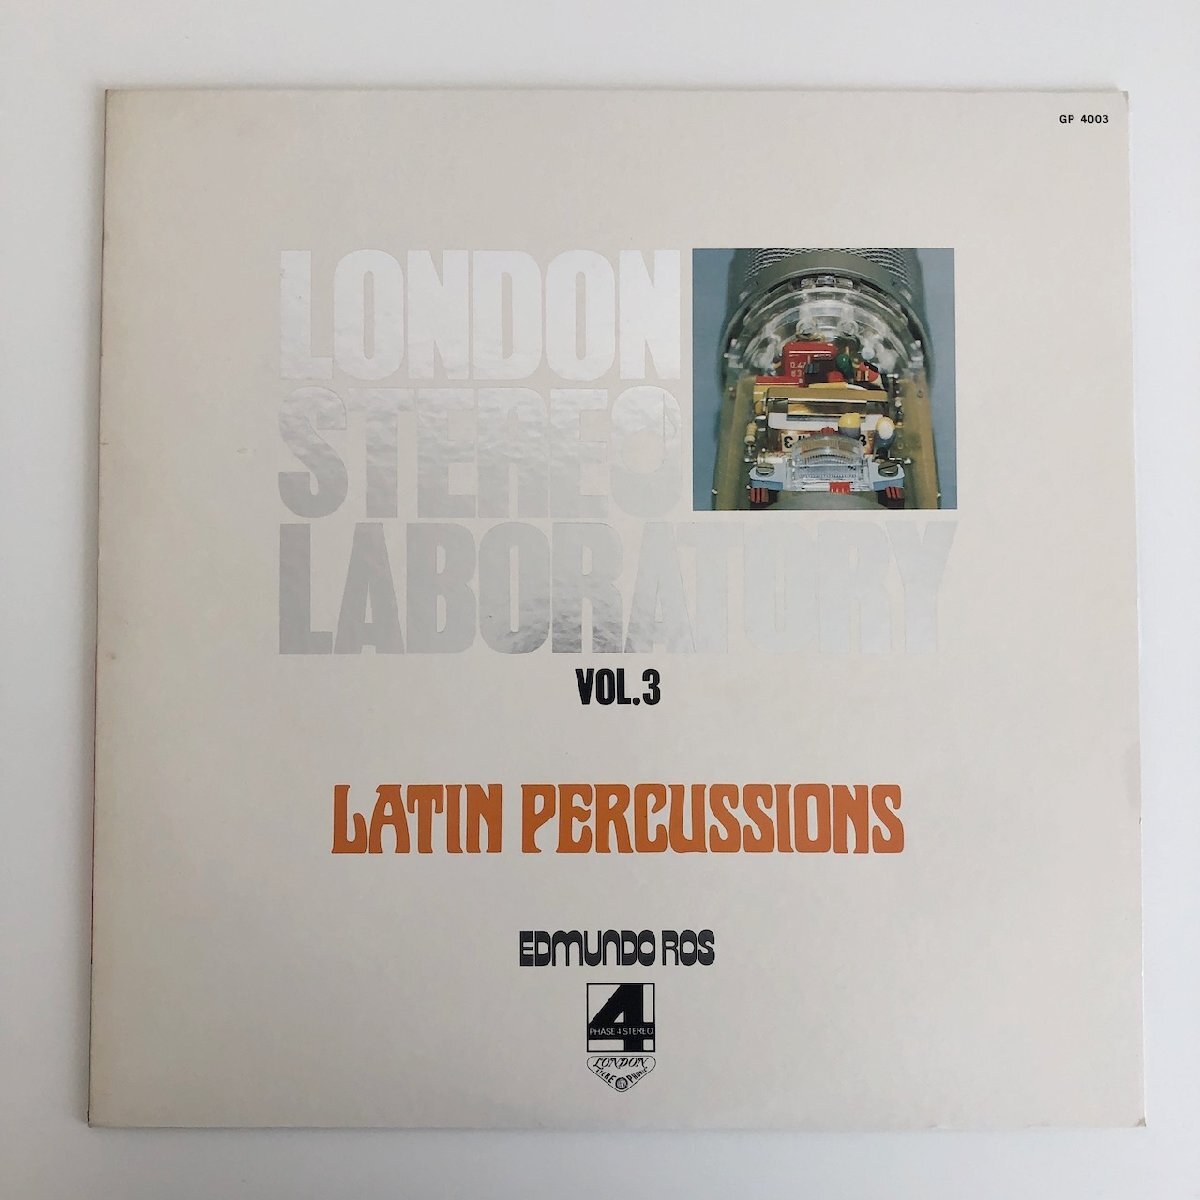 GP 4003
LONDON
STEREO
LABORATORY
VOL.3
LATIN PERCUSSIONS
EDMUNDO ROS
4
PHASE 4 STEREO
LONDON